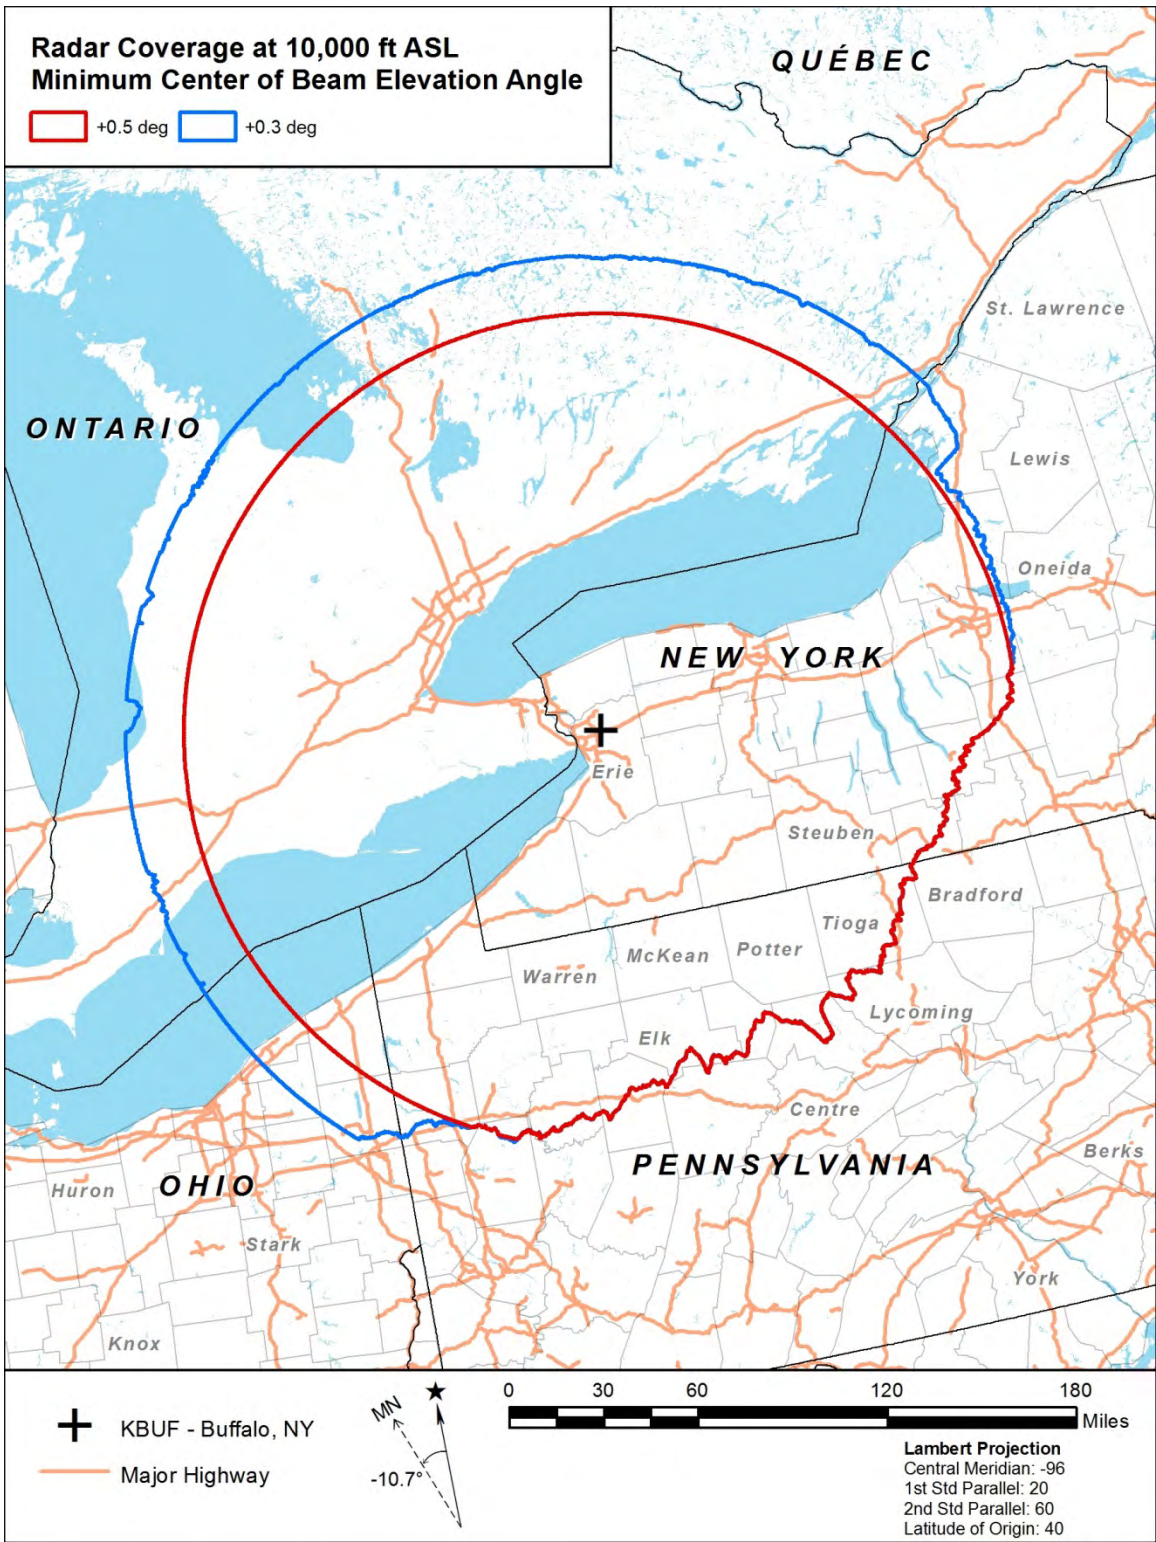 Radar Coverage at 10,000 ft ASL
Minimum Center of Beam Elevation Angle
+0.5 deg +0.3 deg
QUÉBEC
St. Lawrence
ONTARIO
Lewis
Oneida
NEW YORK
Erie
Steuben
Bradford
Tioga
Potter
McKean
Warren
Lycoming
Elk
Centre
Berks
PENNSYLVANIA
Huron
OHIO
Stark
York
Knox
KBUF - Buffalo, NY
Major Highway
MN
-10.7°
0 30 60 120 180
Miles
Lambert Projection
Central Meridian: -96
1st Std Parallel: 20
2nd Std Parallel: 60
Latitude of Origin: 40